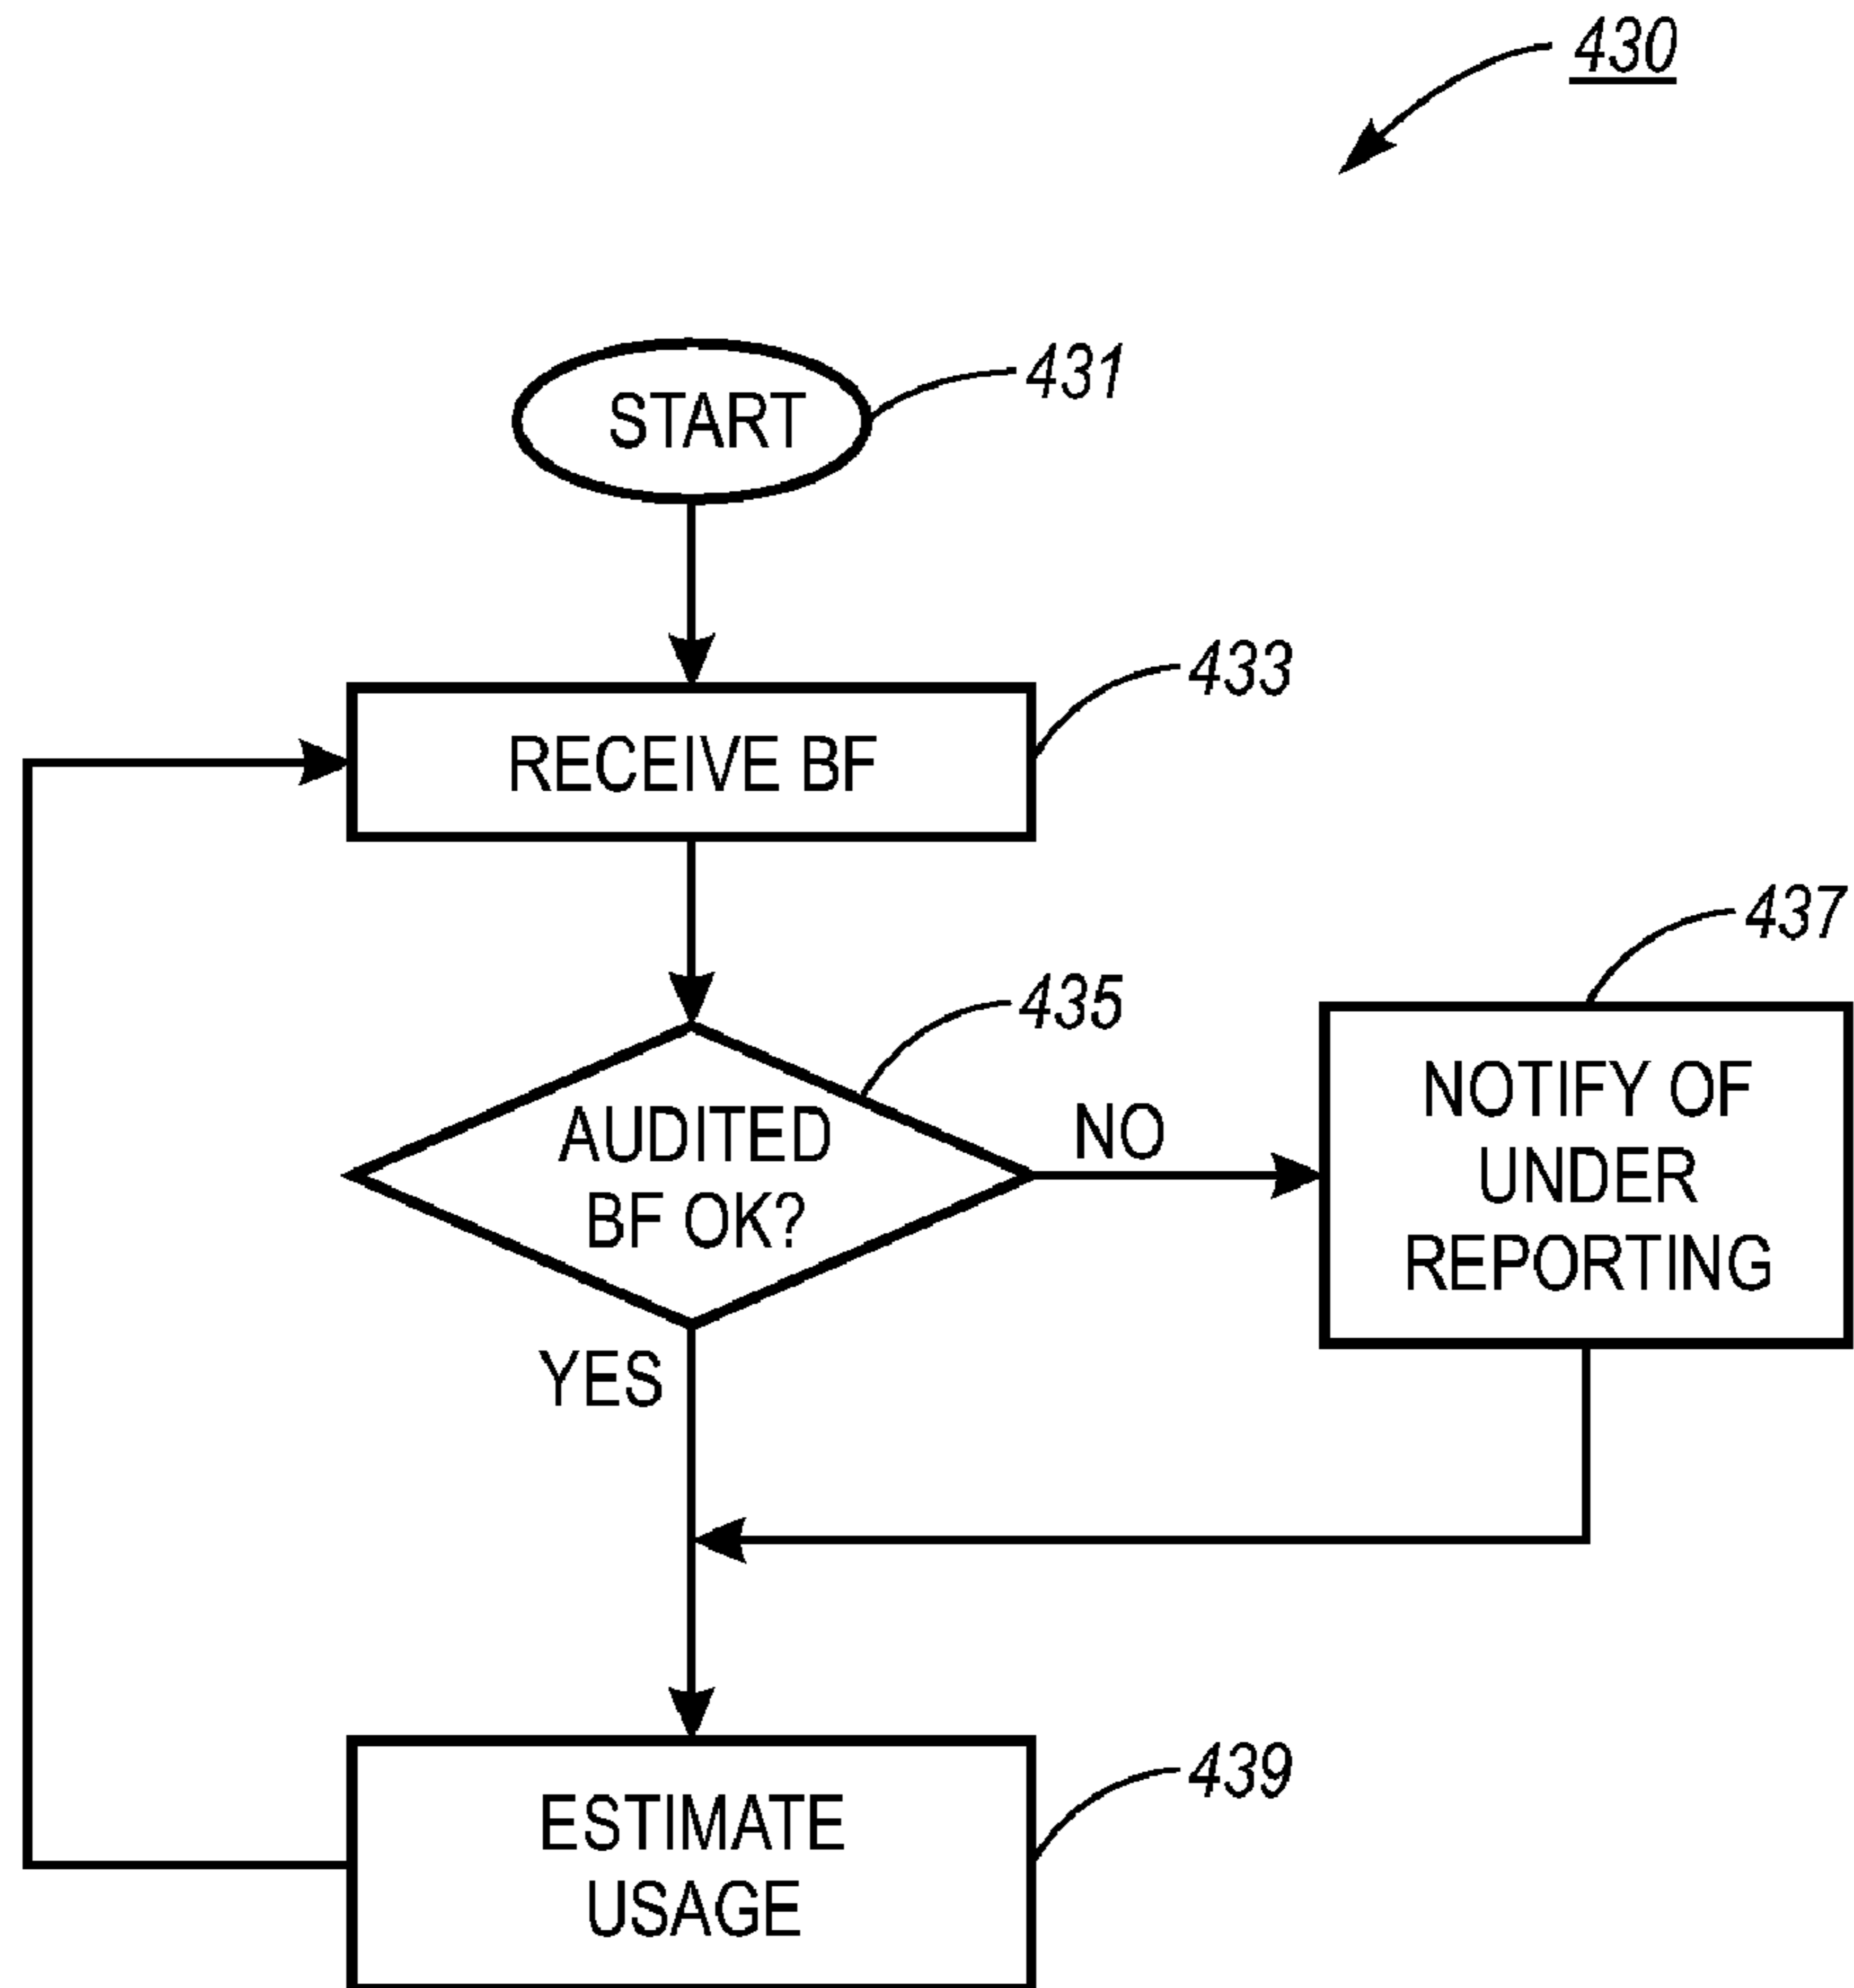 430
START
431
RECEIVE BF
433
435
437
AUDITED
BF OK?
NO
NOTIFY OF
UNDER
REPORTING
YES
ESTIMATE
USAGE
439